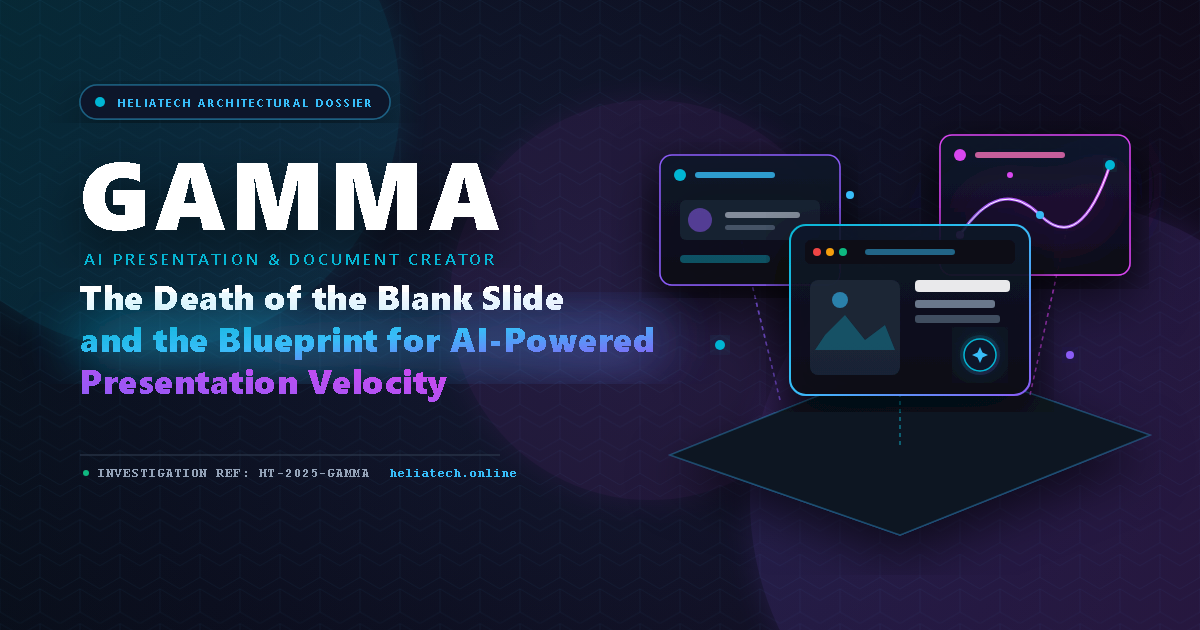 HELIATECH ARCHITECTURAL DOSSIER
GAMMA
AI PRESENTATION & DOCUMENT CREATOR
The Death of the Blank Slide
and the Blueprint for AI-Powered
Presentation Velocity
INVESTIGATION REF: HT-2025-GAMMA heliatech.online